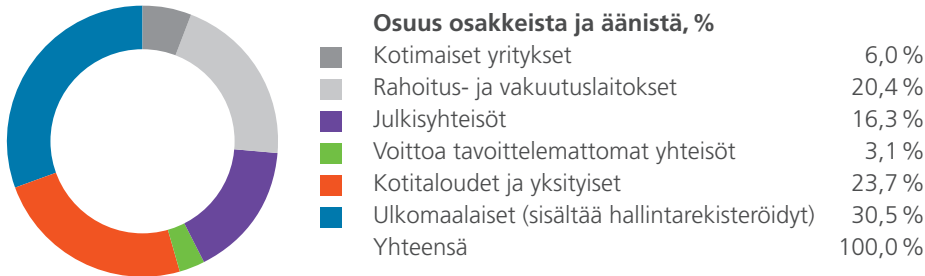 Osuus osakkeista ja äänistä, %
Kotimaiset yritykset 6,0 %
Rahoitus- ja vakuutuslaitokset 20,4 %
Julkisyhteisöt 16,3 %
Voittoa tavoittelemattomat yhteisöt 3,1 %
Kotitaloudet ja yksityiset 23,7 %
Ulkomaalaiset (sisältää hallintarekisteröidyt) 30,5 %
Yhteensä 100,0 %